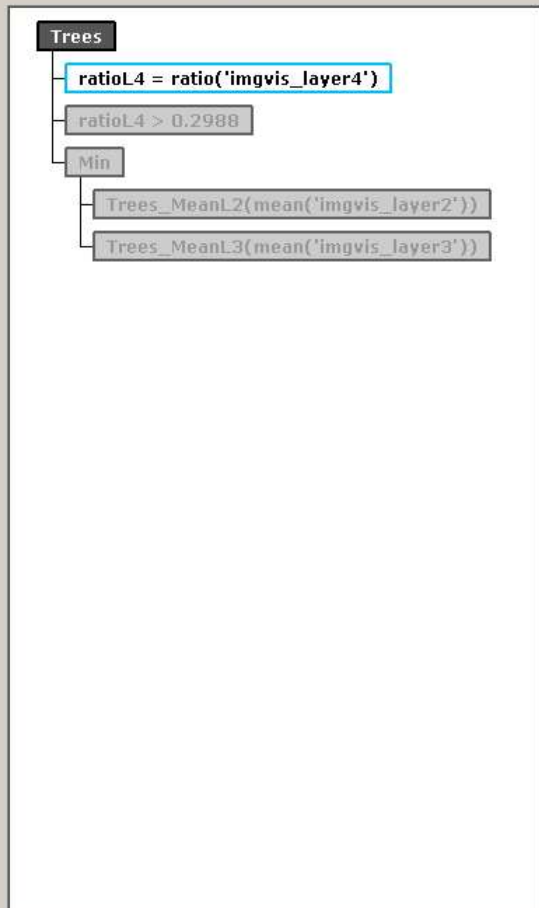 Trees
ratioL4 = ratio('imgvis_layer4')
ratioL4 > 0.2988
Min
Trees_MeanL2(mean('imgvis_layer2'))
Trees_MeanL3(mean('imgvis_layer3'))